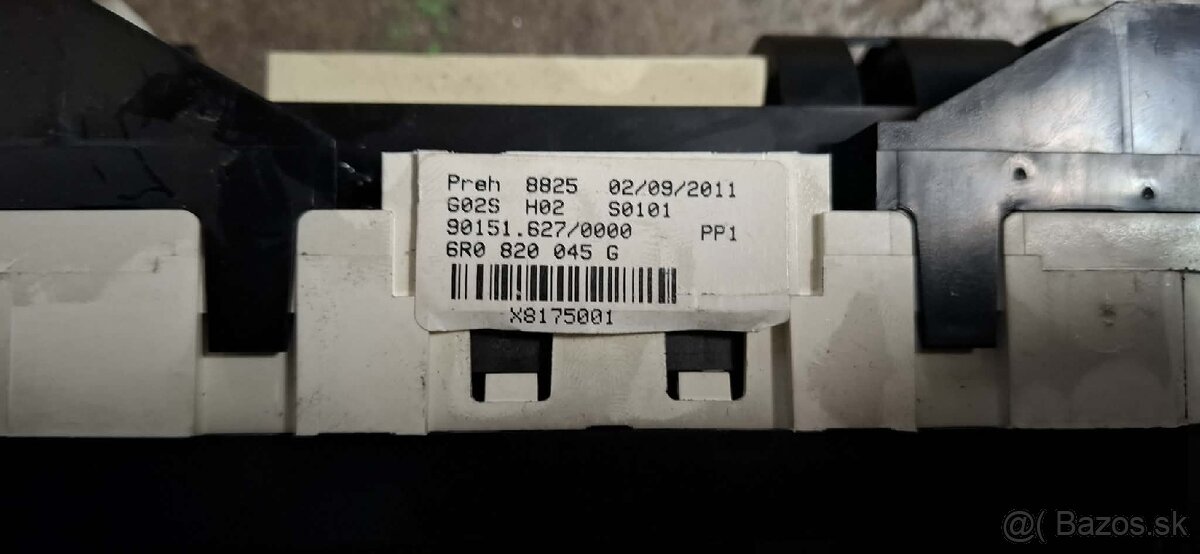 Preh 8825 02/09/2011
G02S H02 S0101
90151.627/0000 PP1
6R0 820 045 G
X8175001
@( Bazos.sk